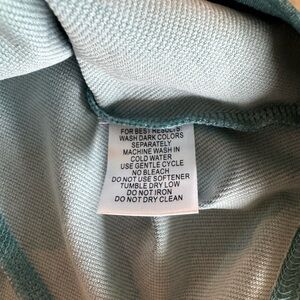 FOR BEST RESULTS
WASH DARK COLORS
SEPARATELY
MACHINE WASH IN
COLD WATER
USE GENTLE CYCLE
NO BLEACH
DO NOT USE SOFTENER
TUMBLE DRY LOW
DO NOT IRON
DO NOT DRY CLEAN